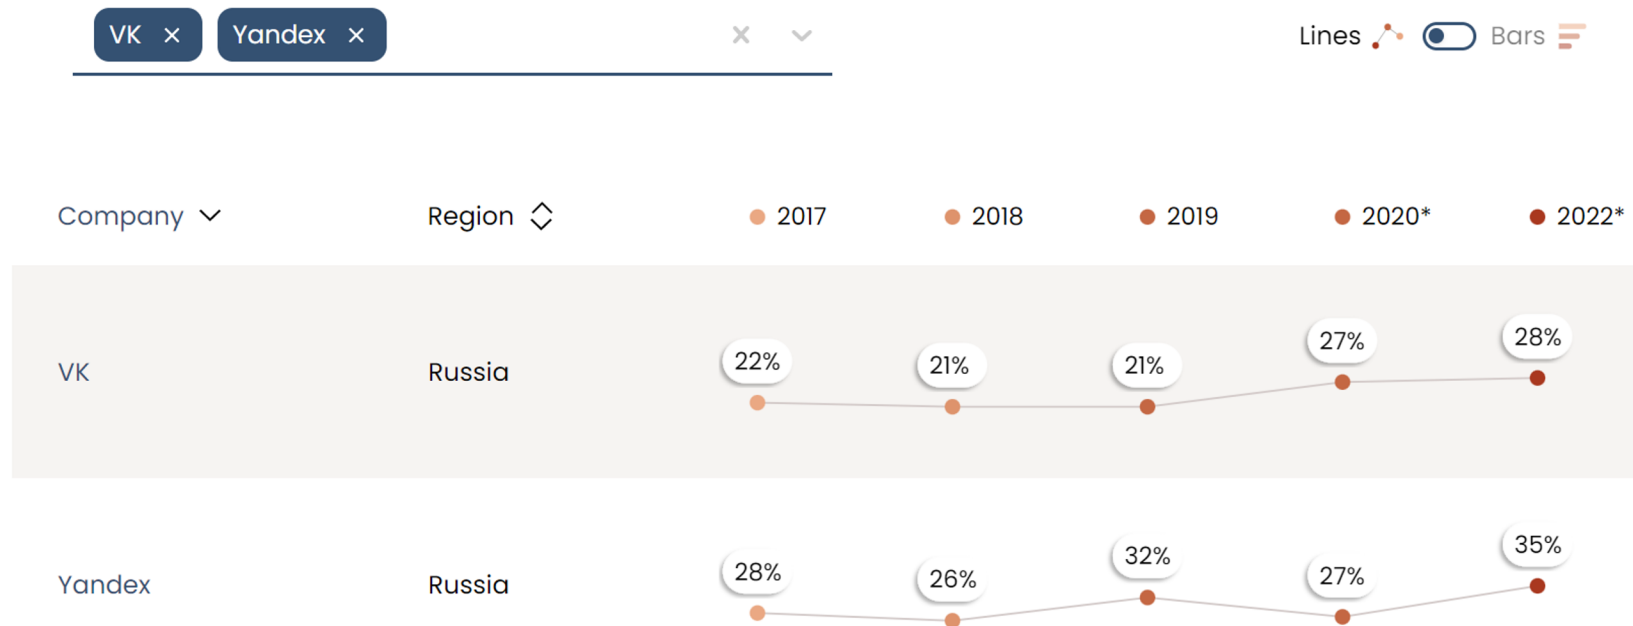 VK × Yandex ×
Lines Bars
Company Region 2017 2018 2019 2020* 2022*
22% 21% 21% 27% 28%
VK Russia
28% 26% 32% 27% 35%
Yandex Russia